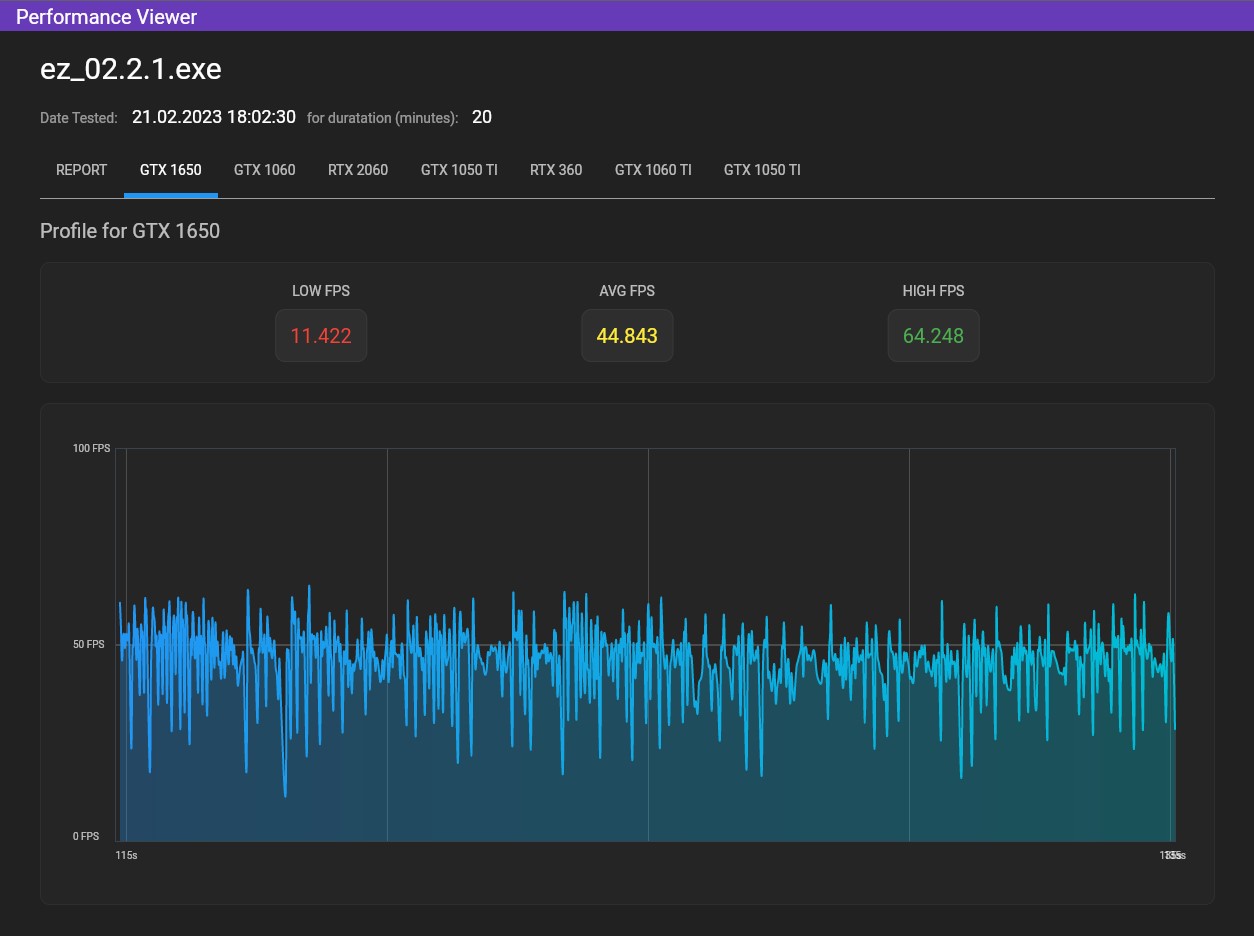 Performance Viewer
ez_02.2.1.exe
Date Tested: 21.02.2023 18:02:30 for duratation (minutes): 20
REPORT GTX 1650 GTX 1060 RTX 2060 GTX 1050 TI RTX 360 GTX 1060 TI GTX 1050 TI
Profile for GTX 1650
LOW FPS AVG FPS HIGH FPS
11.422 44.843 64.248
100 FPS
50 FPS
0 FPS
115s